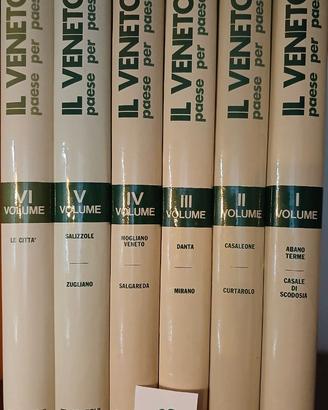 IL VENETO
paese per paese
VI
VOLUME
LE CITTA'
IL VENETO
paese per paese
V
VOLUME
SALIZZOLE
ZUGLIANO
IL VENETO
paese per paese
IV
VOLUME
MOGLIANO
VENETO
SALGAREDA
IL VENETO
paese per paese
III
VOLUME
DANTA
MIRANO
IL VENETO
paese per paese
II
VOLUME
CASALEONE
CURTAROLO
IL VENETO
paese per paese
I
VOLUME
ABANO
TERME
CASALE
DI
SCODOSIA